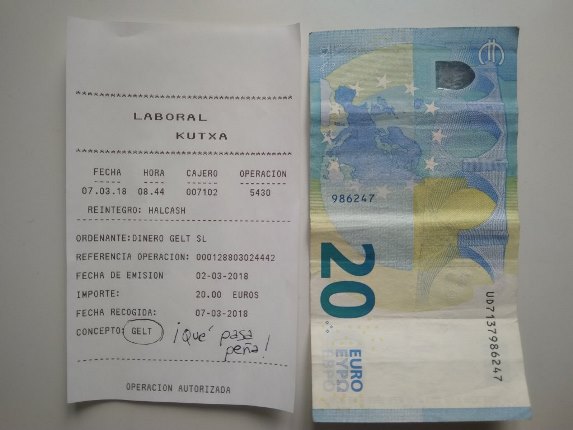 *********************************
LABORAL
KUTXA
*********************************
FECHA HORA CAJERO OPERACION
07.03.18 08.44 007102 5430
REINTEGRO: HALCASH
ORDENANTE:DINERO GELT SL
REFERENCIA OPERACION: 000128803024442
FECHA DE EMISION 02-03-2018
IMPORTE: 20.00 EUROS
FECHA RECOGIDA: 07-03-2018
CONCEPTO: GELT ¡Qué pasa
peña!
OPERACION AUTORIZADA
986247
20
EURO
ΕΥΡΩ
UD7137986247